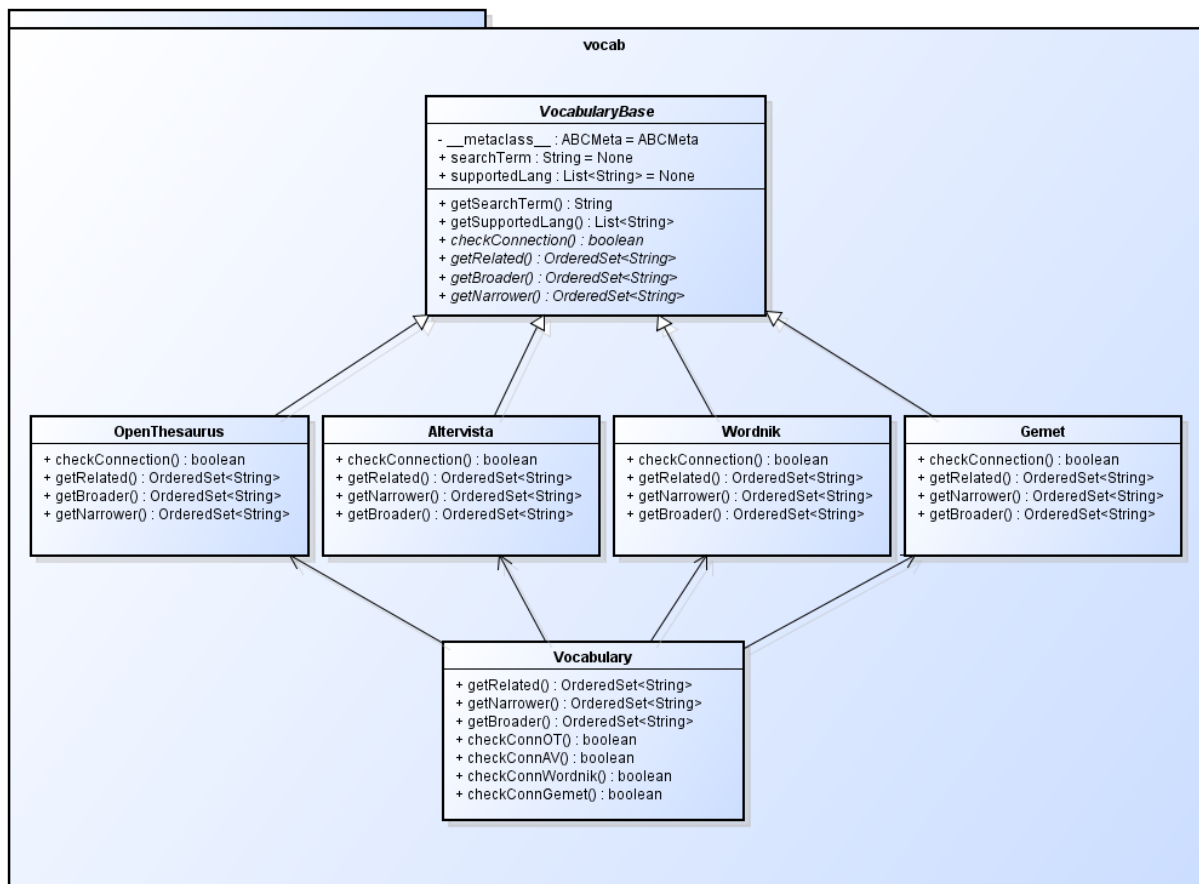 vocab
VocabularyBase
- __metaclass__ : ABCMeta = ABCMeta
+ searchTerm : String = None
+ supportedLang : List<String> = None
+ getSearchTerm() : String
+ getSupportedLang() : List<String>
+ checkConnection() : boolean
+ getRelated() : OrderedSet<String>
+ getBroader() : OrderedSet<String>
+ getNarrower() : OrderedSet<String>
OpenThesaurus
+ checkConnection() : boolean
+ getRelated() : OrderedSet<String>
+ getBroader() : OrderedSet<String>
+ getNarrower() : OrderedSet<String>
Altervista
+ checkConnection() : boolean
+ getRelated() : OrderedSet<String>
+ getNarrower() : OrderedSet<String>
+ getBroader() : OrderedSet<String>
Wordnik
+ checkConnection() : boolean
+ getRelated() : OrderedSet<String>
+ getNarrower() : OrderedSet<String>
+ getBroader() : OrderedSet<String>
Gemet
+ checkConnection() : boolean
+ getRelated() : OrderedSet<String>
+ getNarrower() : OrderedSet<String>
+ getBroader() : OrderedSet<String>
Vocabulary
+ getRelated() : OrderedSet<String>
+ getNarrower() : OrderedSet<String>
+ getBroader() : OrderedSet<String>
+ checkConnOT() : boolean
+ checkConnAV() : boolean
+ checkConnWordnik() : boolean
+ checkConnGemet() : boolean